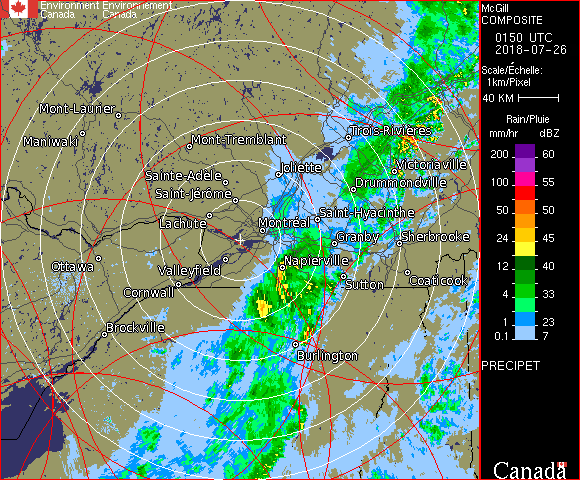 Environment Environnement
Canada Canada
Mont-Laurier
Maniwaki
Mont-Tremblant
Trois-Rivières
Joliette
Victoriaville
Sainte-Adèle
Drummondville
Saint-Jérôme
Saint-Hyacinthe
Lachute
Montréal
Granby
Sherbrooke
Ottawa
Valleyfield
Napierville
Coaticook
Cornwall
Sutton
Brockville
Burlington
McGill
COMPOSITE
0150 UTC
2018-07-26
Scale/Échelle:
1km/Pixel
40 KM
Rain/Pluie
mm/hr dBZ
200 60
100 55
50 50
24 45
12 40
4 33
1 23
0.1 7
PRECIPET
Canada